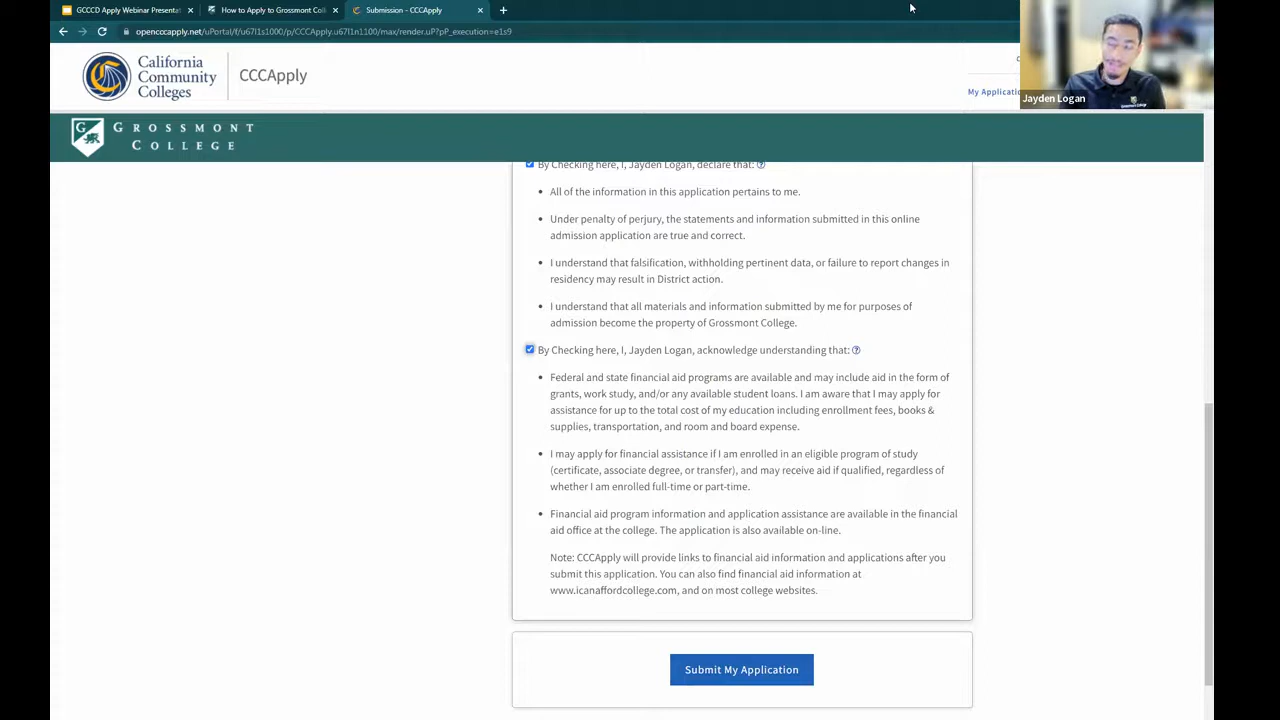 GCCCD Apply Webinar Presentat
How to Apply to Grossmont Coll
Submission - CCCApply
opencccapply.net/uPortal/f/u67l1s1000/p/CCCApply.u67l1n1100/max/render.uP?pP_execution=e1s9
California
Community
Colleges
CCCApply
My Applicatio
Jayden Logan
GROSSMONT
COLLEGE
By Checking here, I, Jayden Logan, declare that:
• All of the information in this application pertains to me.
• Under penalty of perjury, the statements and information submitted in this online
admission application are true and correct.
• I understand that falsification, withholding pertinent data, or failure to report changes in
residency may result in District action.
• I understand that all materials and information submitted by me for purposes of
admission become the property of Grossmont College.
By Checking here, I, Jayden Logan, acknowledge understanding that:
• Federal and state financial aid programs are available and may include aid in the form of
grants, work study, and/or any available student loans. I am aware that I may apply for
assistance for up to the total cost of my education including enrollment fees, books &
supplies, transportation, and room and board expense.
• I may apply for financial assistance if I am enrolled in an eligible program of study
(certificate, associate degree, or transfer), and may receive aid if qualified, regardless of
whether I am enrolled full-time or part-time.
• Financial aid program information and application assistance are available in the financial
aid office at the college. The application is also available on-line.
Note: CCCApply will provide links to financial aid information and applications after you
submit this application. You can also find financial aid information at
www.icanaffordcollege.com, and on most college websites.
Submit My Application